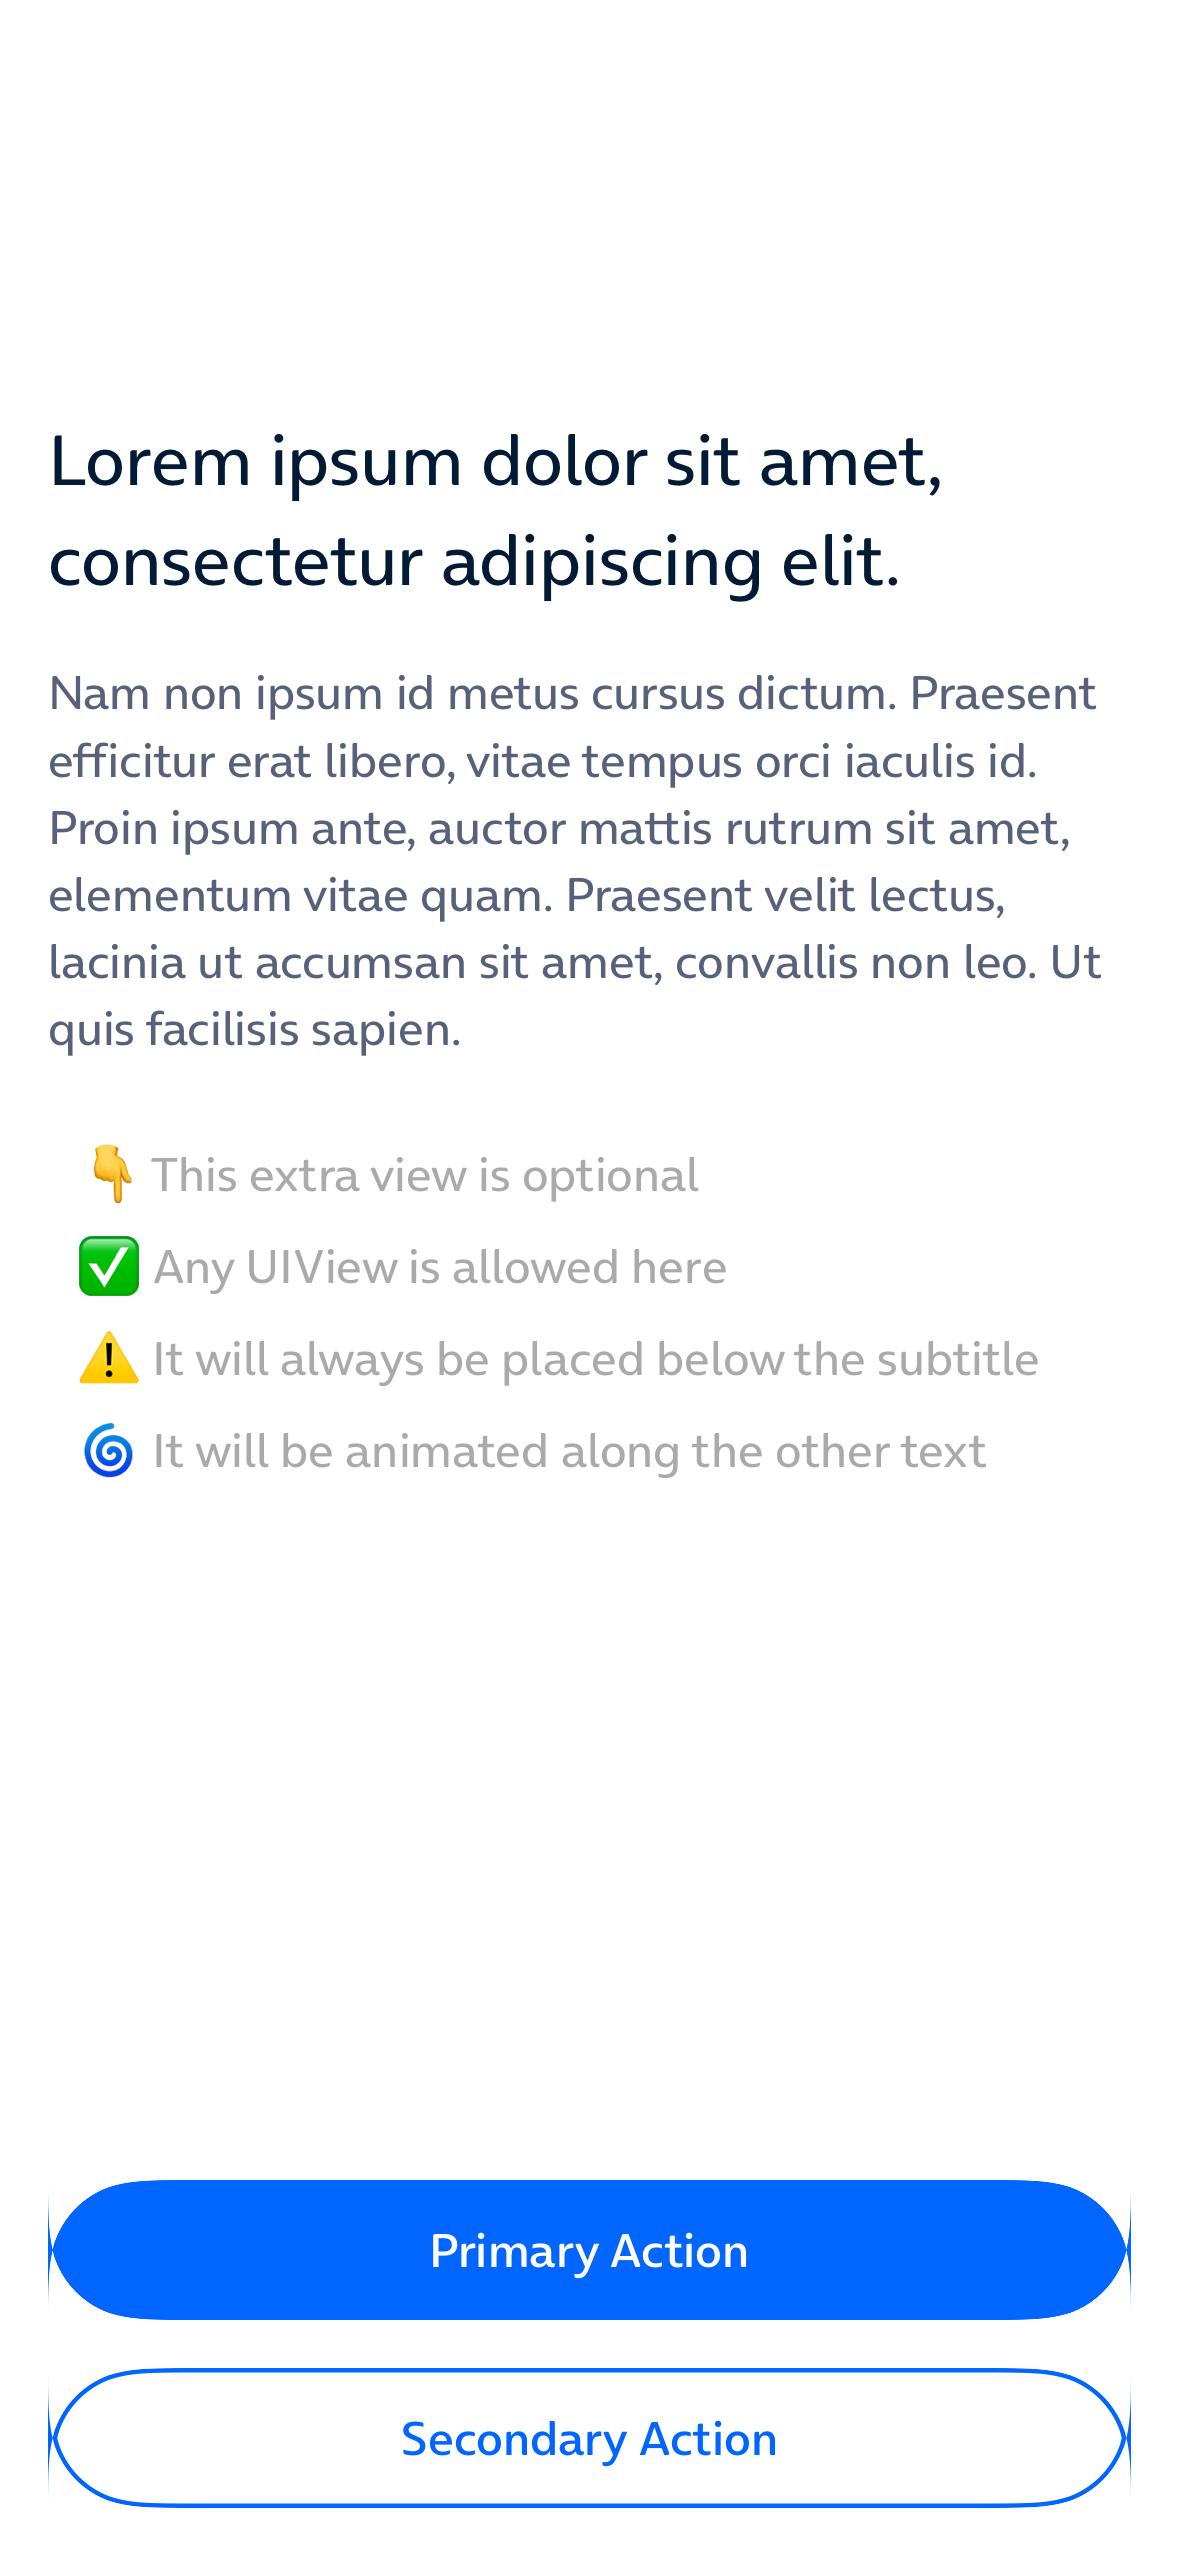 Lorem ipsum dolor sit amet,
consectetur adipiscing elit.
Nam non ipsum id metus cursus dictum. Praesent
efficitur erat libero, vitae tempus orci iaculis id.
Proin ipsum ante, auctor mattis rutrum sit amet,
elementum vitae quam. Praesent velit lectus,
lacinia ut accumsan sit amet, convallis non leo. Ut
quis facilisis sapien.
👇 This extra view is optional
✅ Any UIView is allowed here
⚠️ It will always be placed below the subtitle
🌀 It will be animated along the other text
Primary Action
Secondary Action